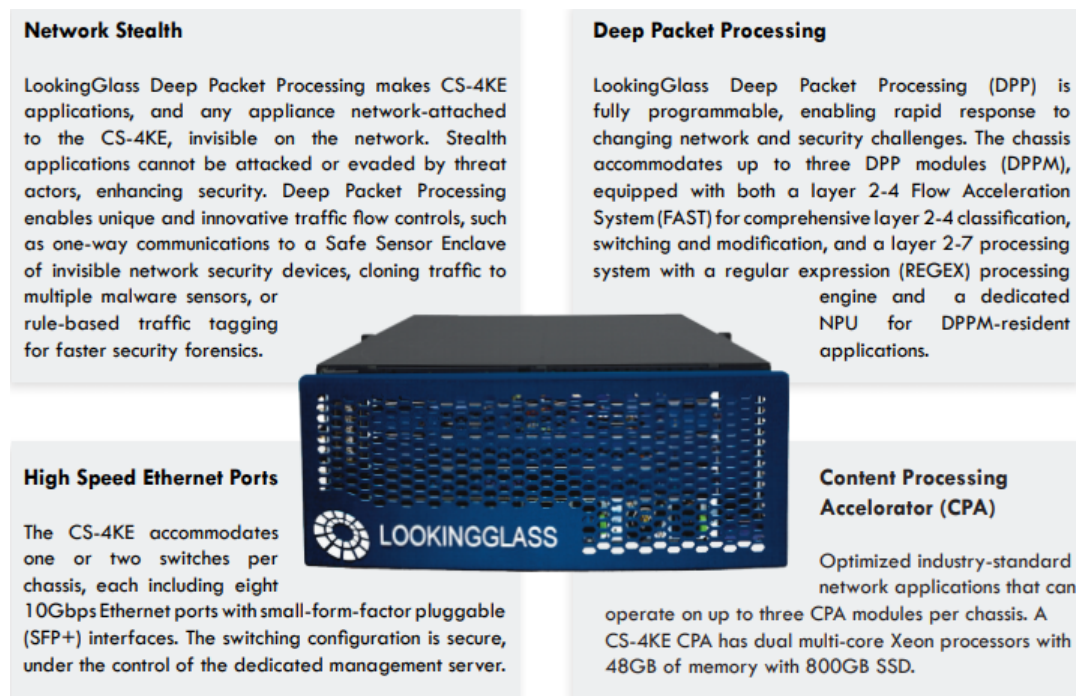 Network Stealth
LookingGlass Deep Packet Processing makes CS-4KE
applications, and any appliance network-attached
to the CS-4KE, invisible on the network. Stealth
applications cannot be attacked or evaded by threat
actors, enhancing security. Deep Packet Processing
enables unique and innovative traffic flow controls, such
as one-way communications to a Safe Sensor Enclave
of invisible network security devices, cloning traffic to
multiple malware sensors, or
rule-based traffic tagging
for faster security forensics.
Deep Packet Processing
LookingGlass Deep Packet Processing (DPP) is
fully programmable, enabling rapid response to
changing network and security challenges. The chassis
accommodates up to three DPP modules (DPPM),
equipped with both a layer 2-4 Flow Acceleration
System (FAST) for comprehensive layer 2-4 classification,
switching and modification, and a layer 2-7 processing
system with a regular expression (REGEX) processing
engine and a dedicated
NPU for DPPM-resident
applications.
LOOKINGGLASS
High Speed Ethernet Ports
The CS-4KE accommodates
one or two switches per
chassis, each including eight
10Gbps Ethernet ports with small-form-factor pluggable
(SFP+) interfaces. The switching configuration is secure,
under the control of the dedicated management server.
Content Processing
Accelorator (CPA)
Optimized industry-standard
network applications that can
operate on up to three CPA modules per chassis. A
CS-4KE CPA has dual multi-core Xeon processors with
48GB of memory with 800GB SSD.